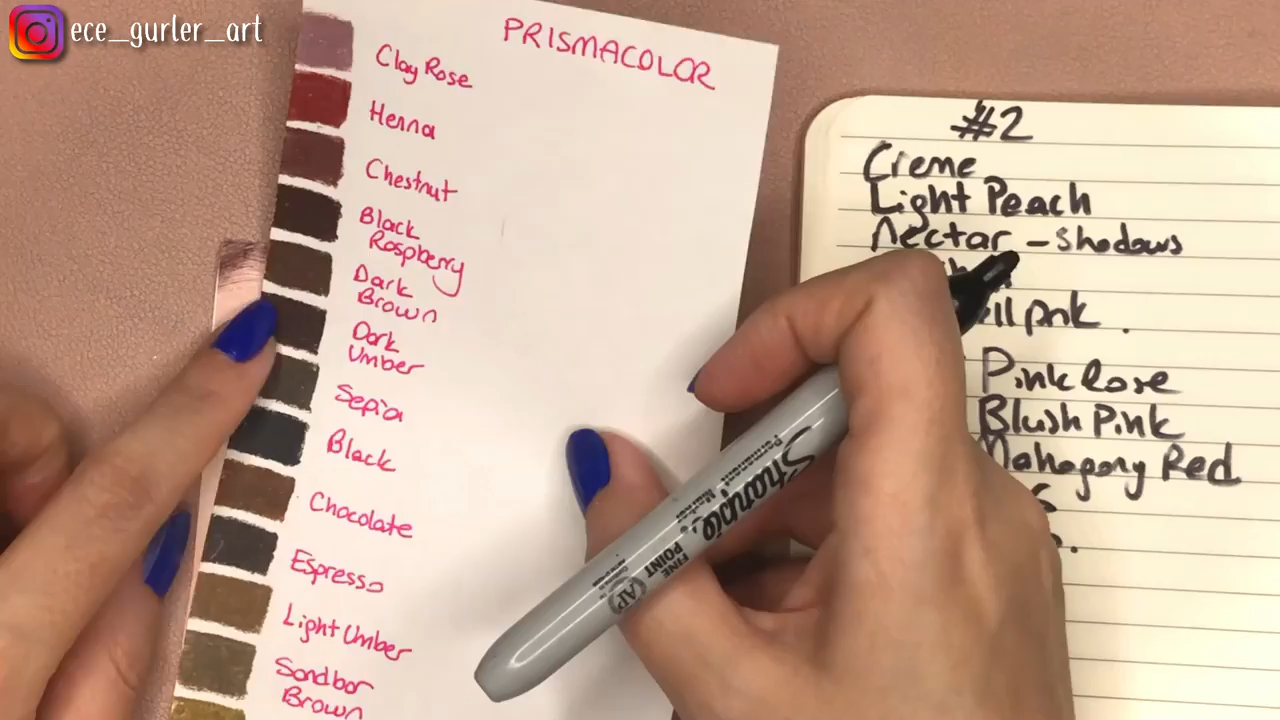 ece_gurler_art
PRISMACOLOR
Clay Rose
Henna
Chestnut
Black
Raspberry
Dark
Brown
Dark
Umber
Sepia
Black
Chocolate
Espresso
Light Umber
Sandbar
Brown
#2
Creme
Light Peach
Nectar - Shadows
Pink Rose
Blush Pink
Mahogany Red
Sharpie
Permanent Marker
FINE
POINT
AP